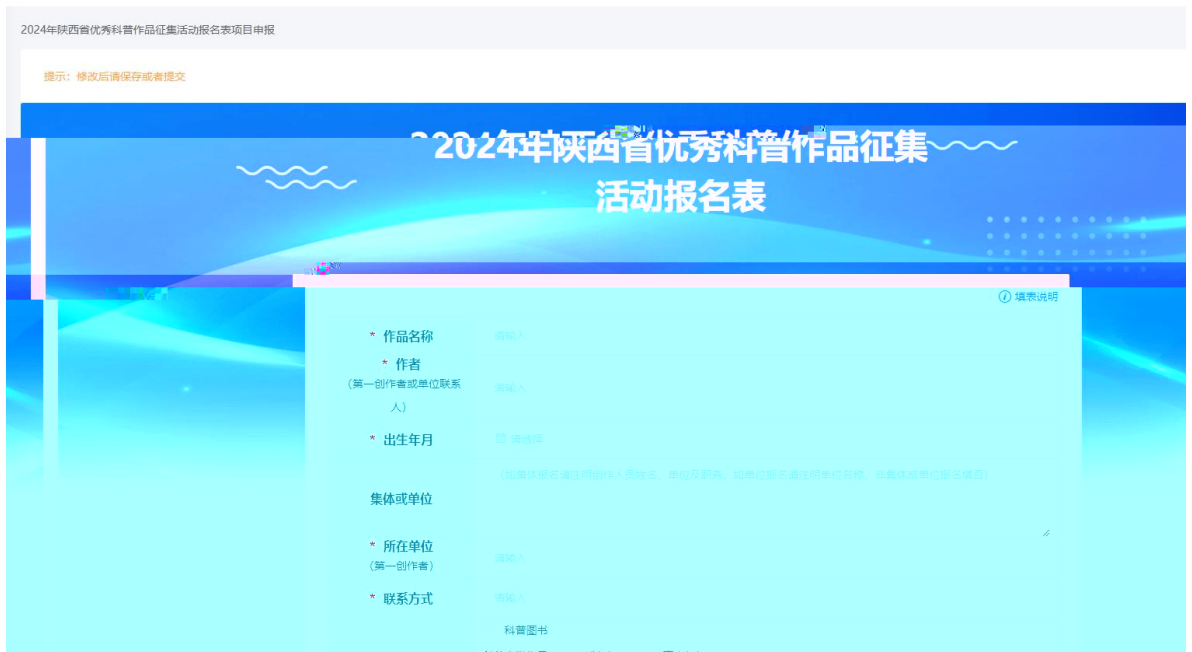 2024年陕西省优秀科普作品征集活动报名表项目申报
提示：修改后请保存或者提交
2024年陕西省优秀科普作品征集
活动报名表
填表说明
* 作品名称
请输入
* 作者
（第一创作者或单位联系
人）
请输入
* 出生年月
请选择
集体或单位
* 所在单位
（第一创作者）
请输入
* 联系方式
请输入
科普图书